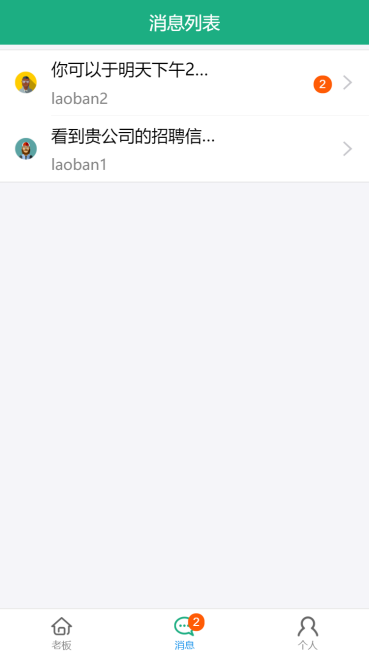 消息列表
你可以于明天下午2...
2
laoban2
看到贵公司的招聘信...
laoban1
2
老板
消息
个人